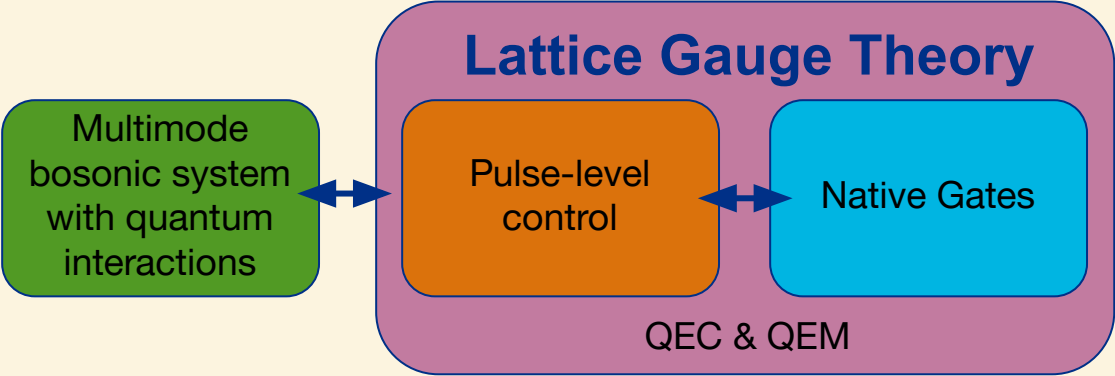 Lattice Gauge Theory
Multimode
bosonic system
with quantum
interactions
Pulse-level
control
Native Gates
QEC & QEM